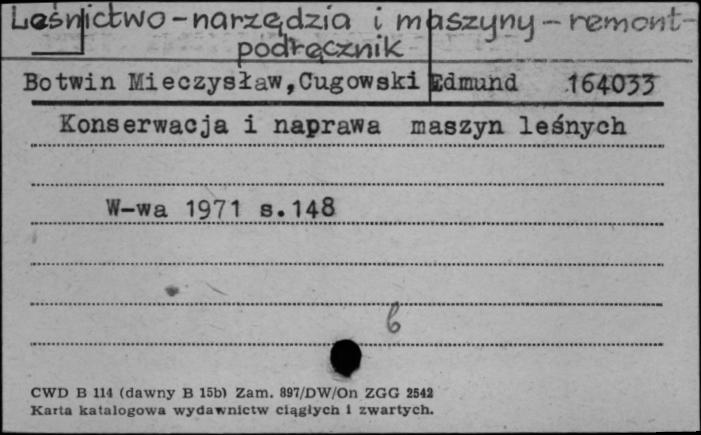 Leśnictwo - narzędzia i maszyny - remont-
podręcznik
Botwin Mieczysław, Cugowski Edmund 164033
Konserwacja i naprawa maszyn leśnych
W-wa 1971 s.148
6
CWD B 114 (dawny B 15b) Zam. 897/DW/On ZGG 2542
Karta katalogowa wydawnictw ciągłych i zwartych.